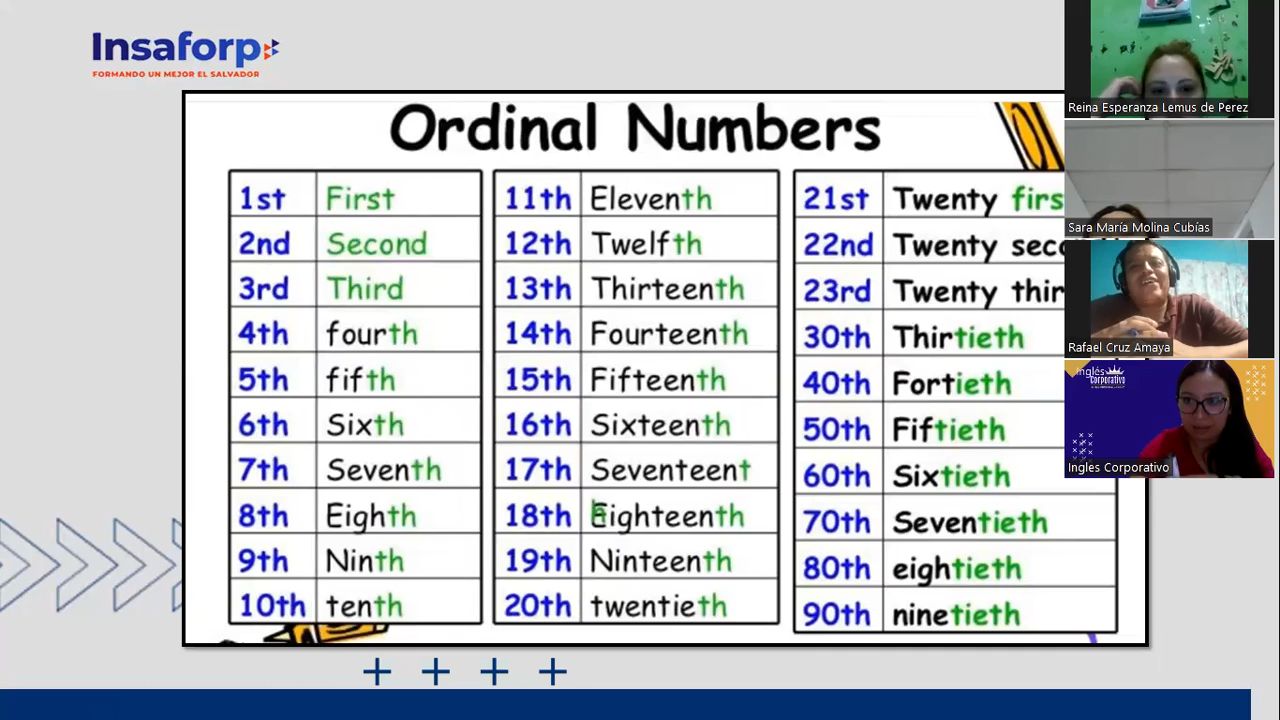 Insaforp
FORMANDO UN MEJOR EL SALVADOR
Ordinal Numbers
1st First
2nd Second
3rd Third
4th fourth
5th fifth
6th Sixth
7th Seventh
8th Eighth
9th Ninth
10th tenth
11th Eleventh
12th Twelfth
13th Thirteenth
14th Fourteenth
15th Fifteenth
16th Sixteenth
17th Seventeent
h
18th Eighteenth
19th Ninteenth
20th twentieth
21st Twenty firs
22nd Twenty seco
23rd Twenty thir
30th Thirtieth
40th Fortieth
50th Fiftieth
60th Sixtieth
70th Seventieth
80th eightieth
90th ninetieth
Reina Esperanza Lemus de Perez
Sara María Molina Cubías
Rafael Cruz Amaya
Inglés
Corporativo
Ingles Corporativo